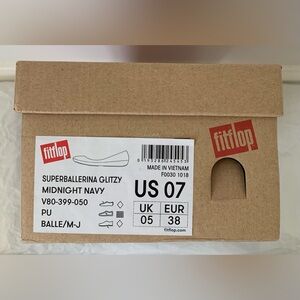 fitflop
fitflop
MADE IN VIETNAM
F0030 1018
SUPERBALLERINA GLITZY
MIDNIGHT NAVY
V80-399-050
PU
BALLE/M-J
US 07
UK EUR
05 38
fitflop.com